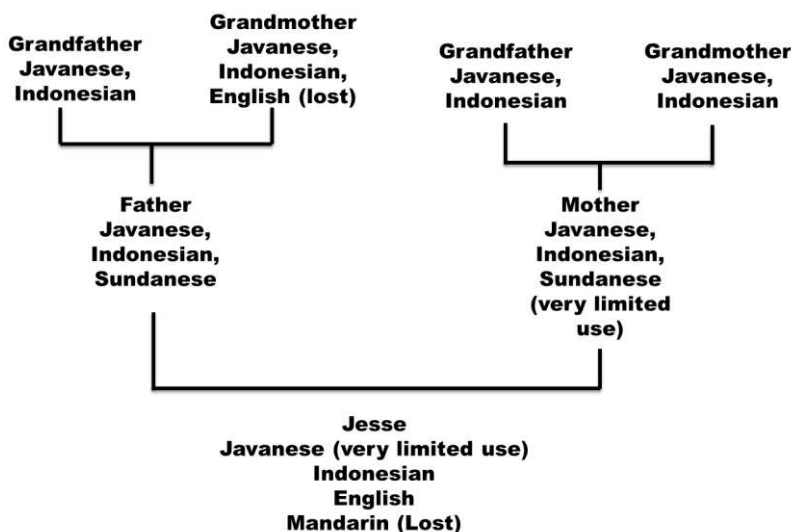 Grandfather
Javanese,
Indonesian
Grandmother
Javanese,
Indonesian,
English (lost)
Grandfather
Javanese,
Indonesian
Grandmother
Javanese,
Indonesian
Father
Javanese,
Indonesian,
Sundanese
Mother
Javanese,
Indonesian,
Sundanese
(very limited
use)
Jesse
Javanese (very limited use)
Indonesian
English
Mandarin (Lost)